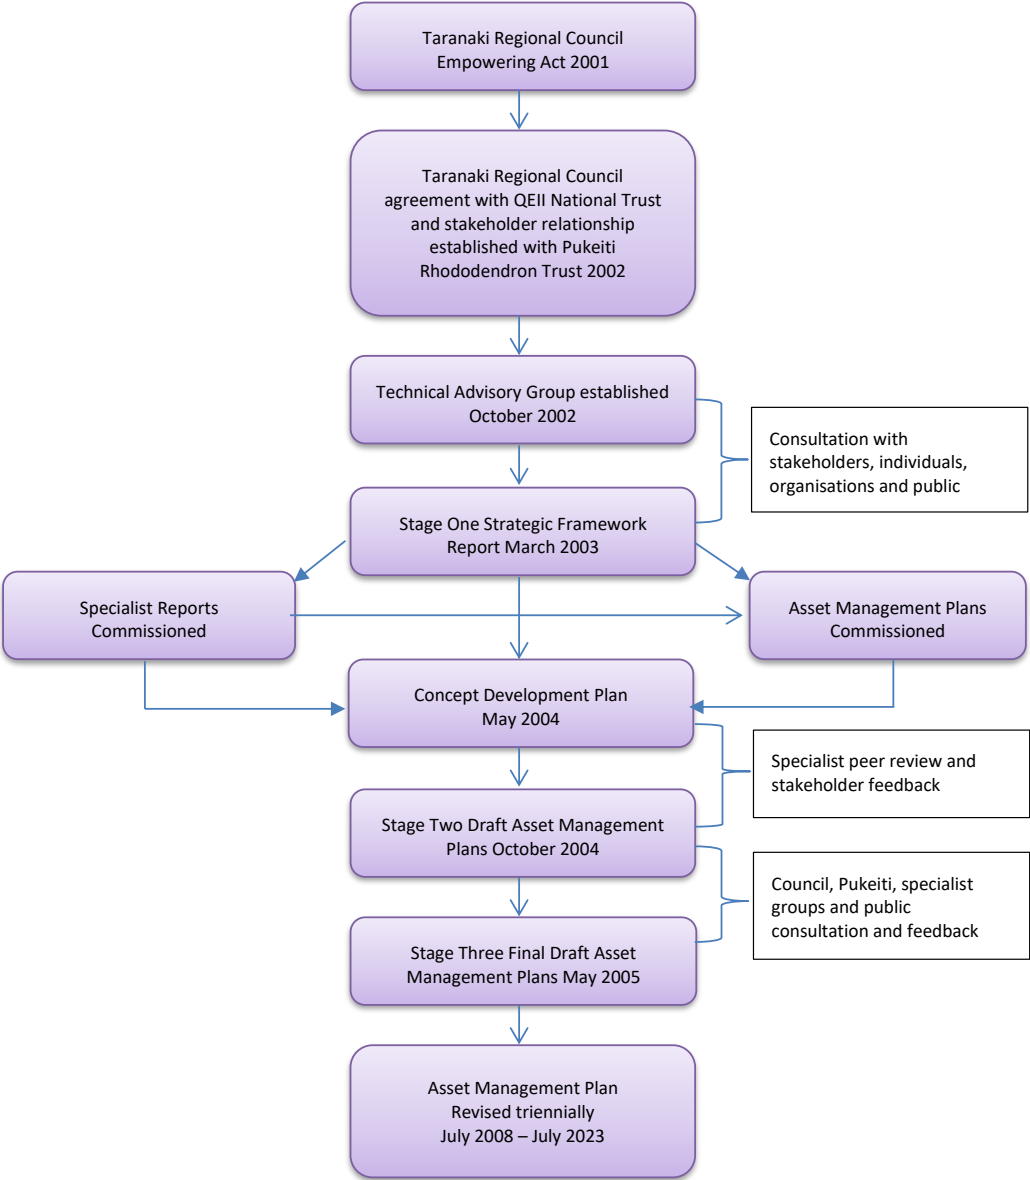 Taranaki Regional Council
Empowering Act 2001
Taranaki Regional Council
agreement with QEII National Trust
and stakeholder relationship
established with Pukeiti
Rhododendron Trust 2002
Technical Advisory Group established
October 2002
Consultation with
stakeholders, individuals,
organisations and public
Stage One Strategic Framework
Report March 2003
Specialist Reports
Commissioned
Asset Management Plans
Commissioned
Concept Development Plan
May 2004
Specialist peer review and
stakeholder feedback
Stage Two Draft Asset Management
Plans October 2004
Council, Pukeiti, specialist
groups and public
consultation and feedback
Stage Three Final Draft Asset
Management Plans May 2005
Asset Management Plan
Revised triennially
July 2008 – July 2023